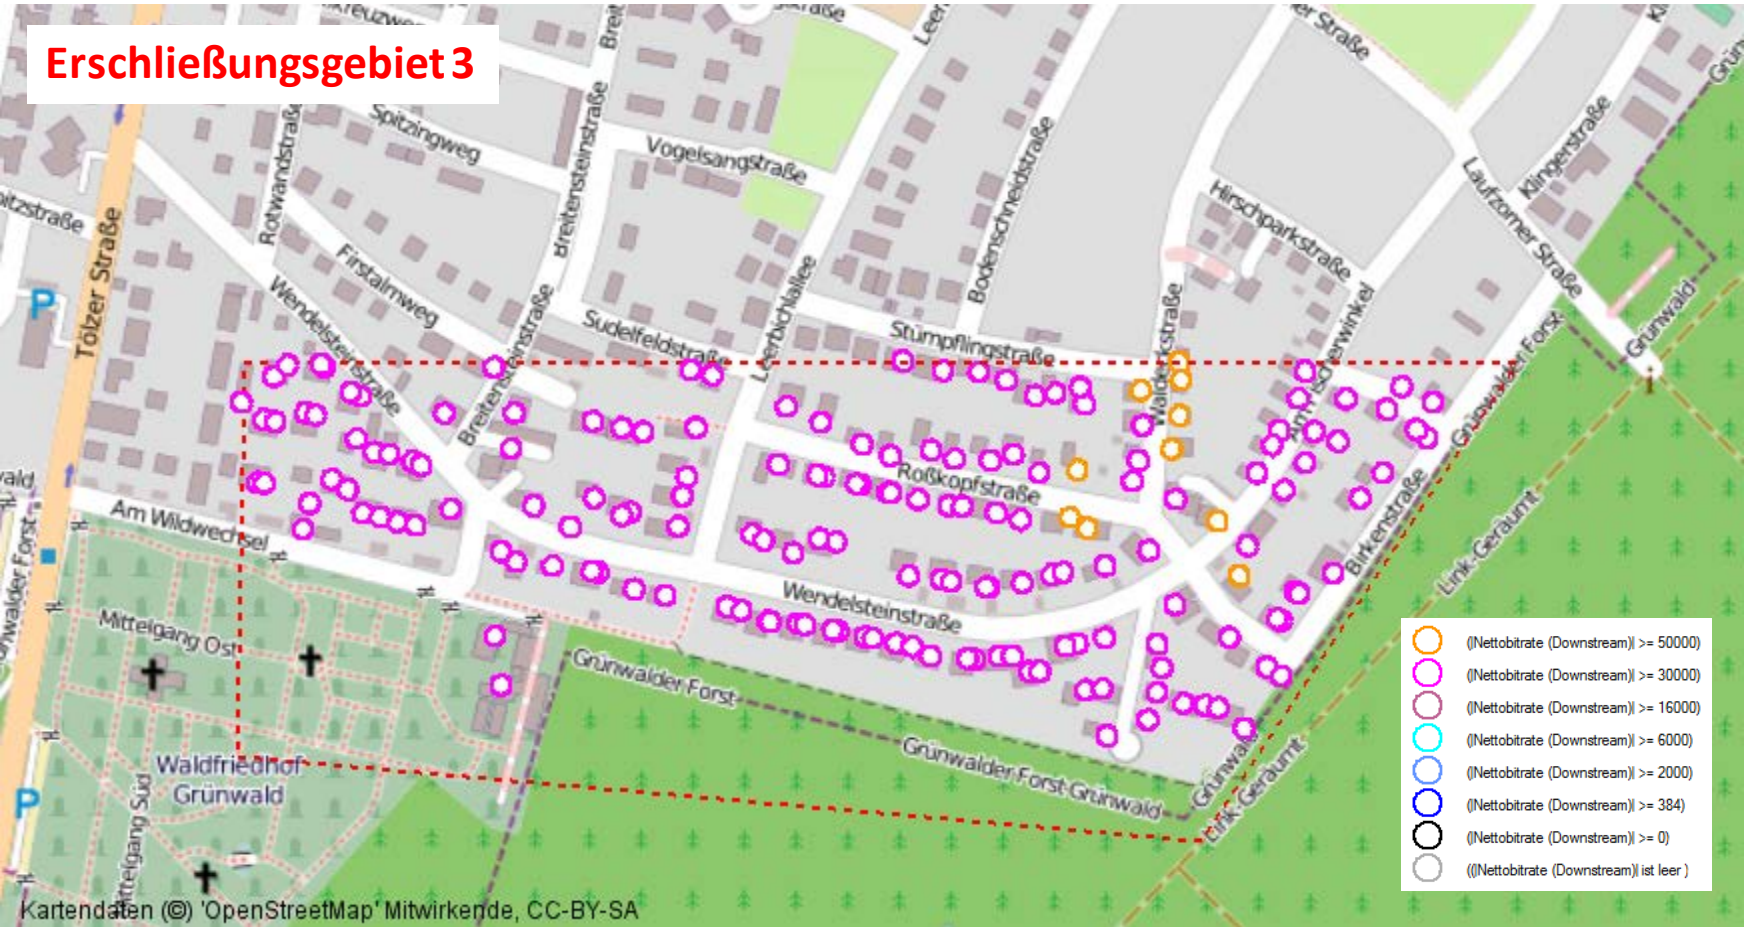 Erschließungsgebiet 3
Spitzingweg
Vogelsangstraße
Rotwandstraße
Breitensteinstraße
Tölzer Straße
Firstalmweg
Wendelsteinstraße
Breitensteinstraße
Sudelfeldstraße
Leerbichlallee
Bodenschneidstraße
Stümpflingstraße
Hirschparkstraße
Laufzorner Straße
Klingerstraße
Grünwald
Grünwalder Forst
Roßkopfstraße
Birkenstraße
Link-Geräumt
Am Wildwechsel
Wendelsteinstraße
Mittelgang Ost
Grünwalder Forst
Grünwalder Forst
Grünwald
Grünwald
Link-Geräumt
Waldfriedhof
Grünwald
P
P
(|Nettobitrate (Downstream)| >= 50000)
(|Nettobitrate (Downstream)| >= 30000)
(|Nettobitrate (Downstream)| >= 16000)
(|Nettobitrate (Downstream)| >= 6000)
(|Nettobitrate (Downstream)| >= 2000)
(|Nettobitrate (Downstream)| >= 384)
(|Nettobitrate (Downstream)| >= 0)
((|Nettobitrate (Downstream)| ist leer )
Kartendaten (©) 'OpenStreetMap' Mitwirkende, CC-BY-SA